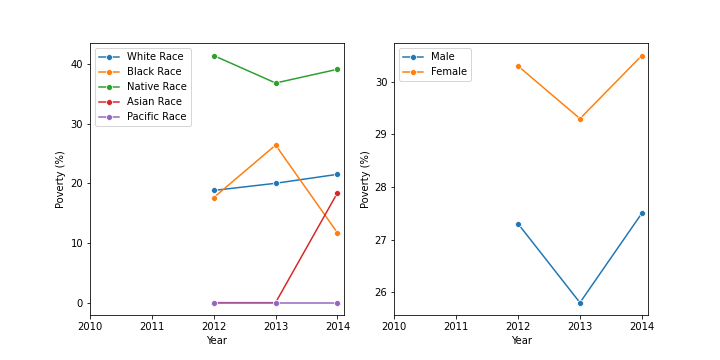 White Race
Black Race
Native Race
Asian Race
Pacific Race
40
30
20
10
0
Poverty (%)
2010 2011 2012 2013 2014
Year
Male
Female
30
29
28
27
26
Poverty (%)
2010 2011 2012 2013 2014
Year